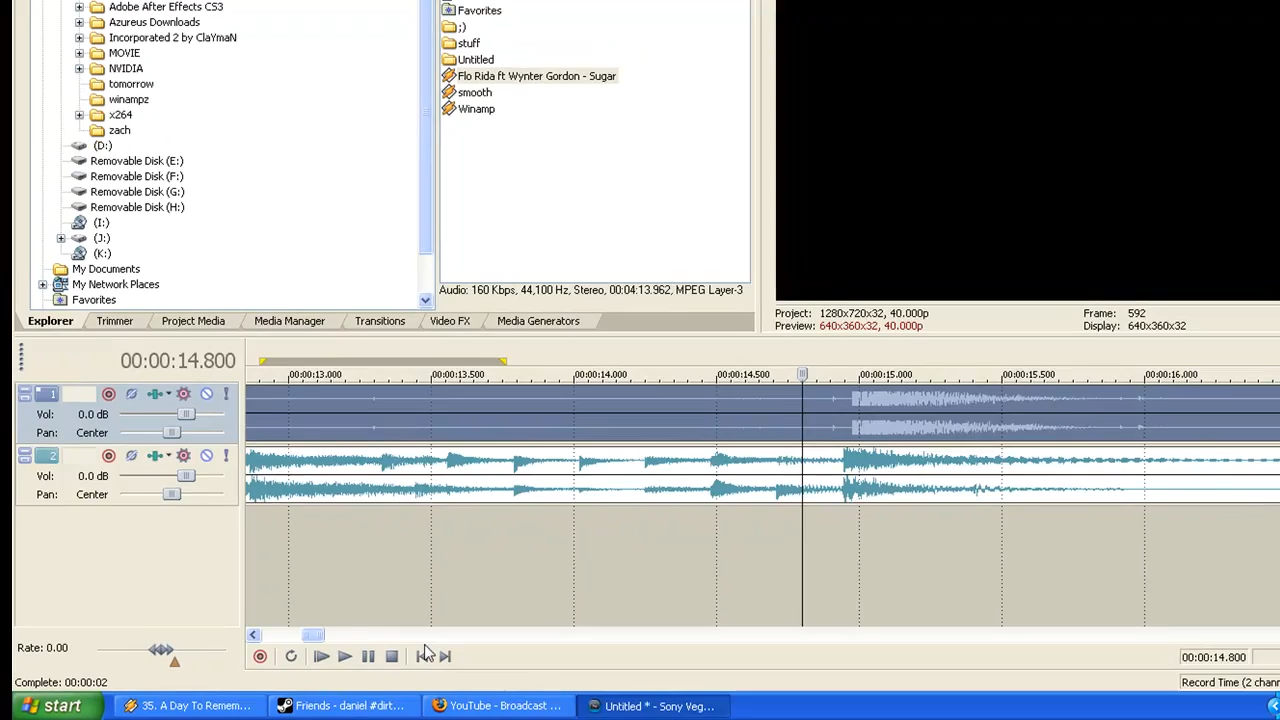 Adobe After Effects CS3
Azureus Downloads
Incorporated 2 by ClaYmaN
MOVIE
NVIDIA
tomorrow
winampz
x264
zach
(D:)
Removable Disk (E:)
Removable Disk (F:)
Removable Disk (G:)
Removable Disk (H:)
(I:)
(J:)
(K:)
My Documents
My Network Places
Favorites
Favorites
;)
stuff
Untitled
Flo Rida ft Wynter Gordon - Sugar
smooth
Winamp
Audio: 160 Kbps, 44,100 Hz, Stereo, 00:04:13.962, MPEG Layer-3
Explorer Trimmer Project Media Media Manager Transitions Video FX Media Generators
Project: 1280x720x32, 40.000p Frame: 592
Preview: 640x360x32, 40.000p Display: 640x360x32
00:00:14.800
00:00:13.000 00:00:13.500 00:00:14.000 00:00:14.500 00:00:15.000 00:00:15.500 00:00:16.000
1
Vol: 0.0 dB
Pan: Center
2
Vol: 0.0 dB
Pan: Center
Rate: 0.00
00:00:14.800
Complete: 00:00:02 Record Time (2 chann
start 35. A Day To Remem... Friends - daniel #dirt... YouTube - Broadcast ... Untitled * - Sony Veg...